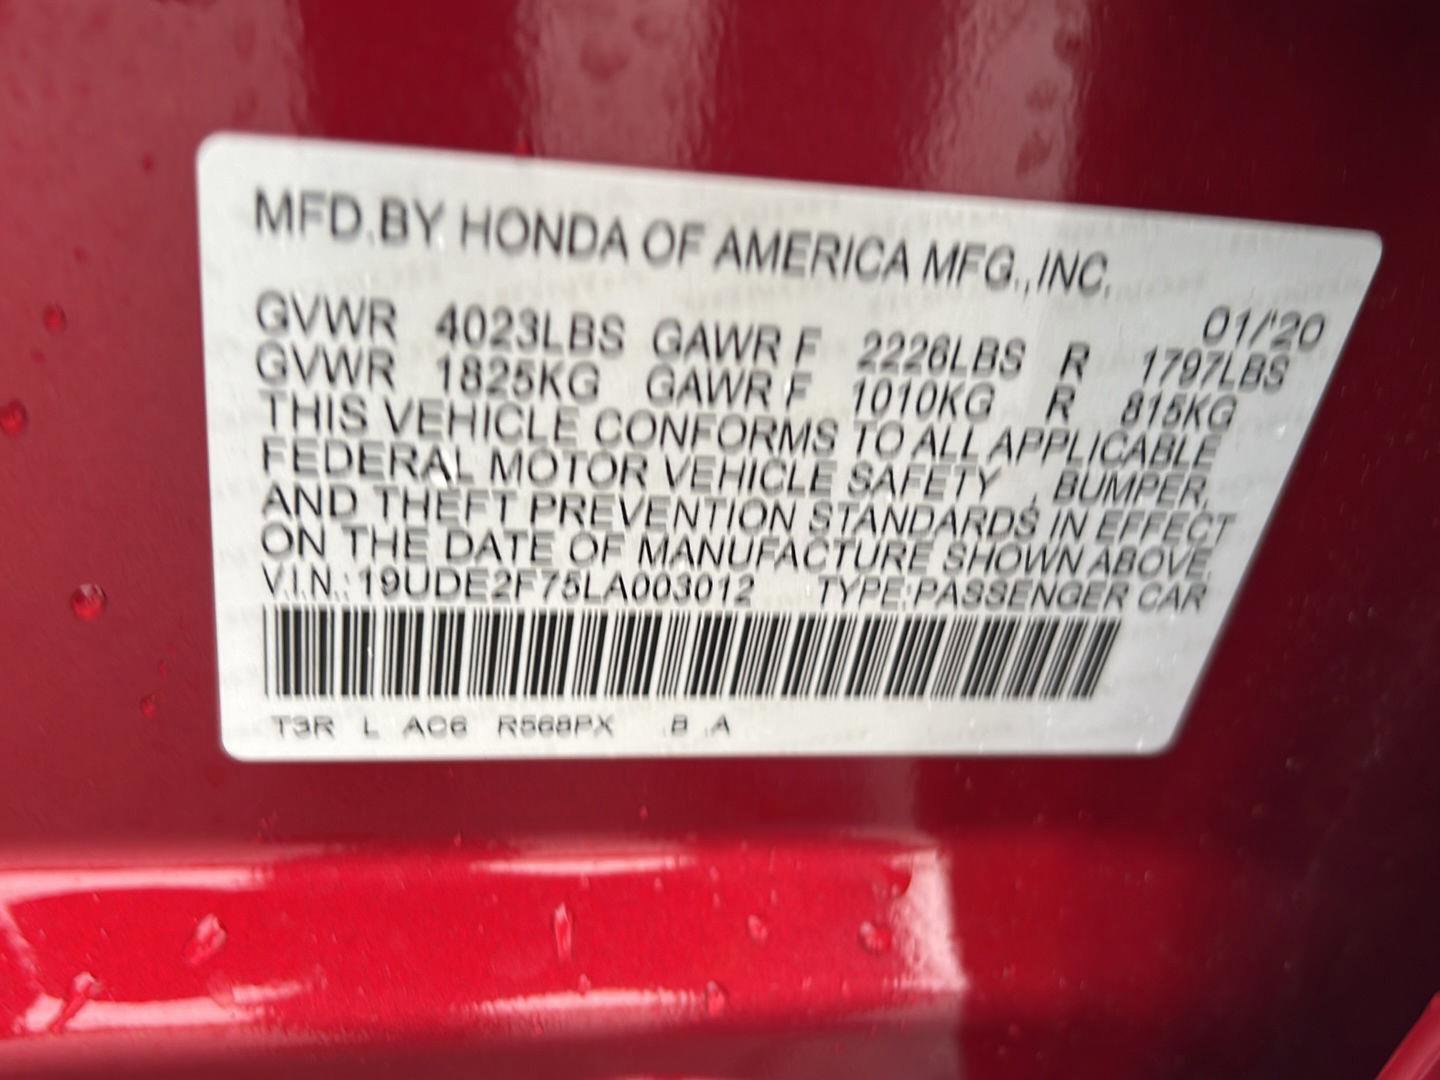 MFD.BY HONDA OF AMERICA MFG.,INC.
01/'20
GVWR 4023LBS GAWR F 2226LBS R 1797LBS
GVWR 1825KG GAWR F 1010KG R 815KG
THIS VEHICLE CONFORMS TO ALL APPLICABLE
FEDERAL MOTOR VEHICLE SAFETY , BUMPER,
AND THEFT PREVENTION STANDARDS IN EFFECT
ON THE DATE OF MANUFACTURE SHOWN ABOVE.
V.I.N.: 19UDE2F75LA003012 TYPE:PASSENGER CAR
T3R L AC6 R568PX .B .A